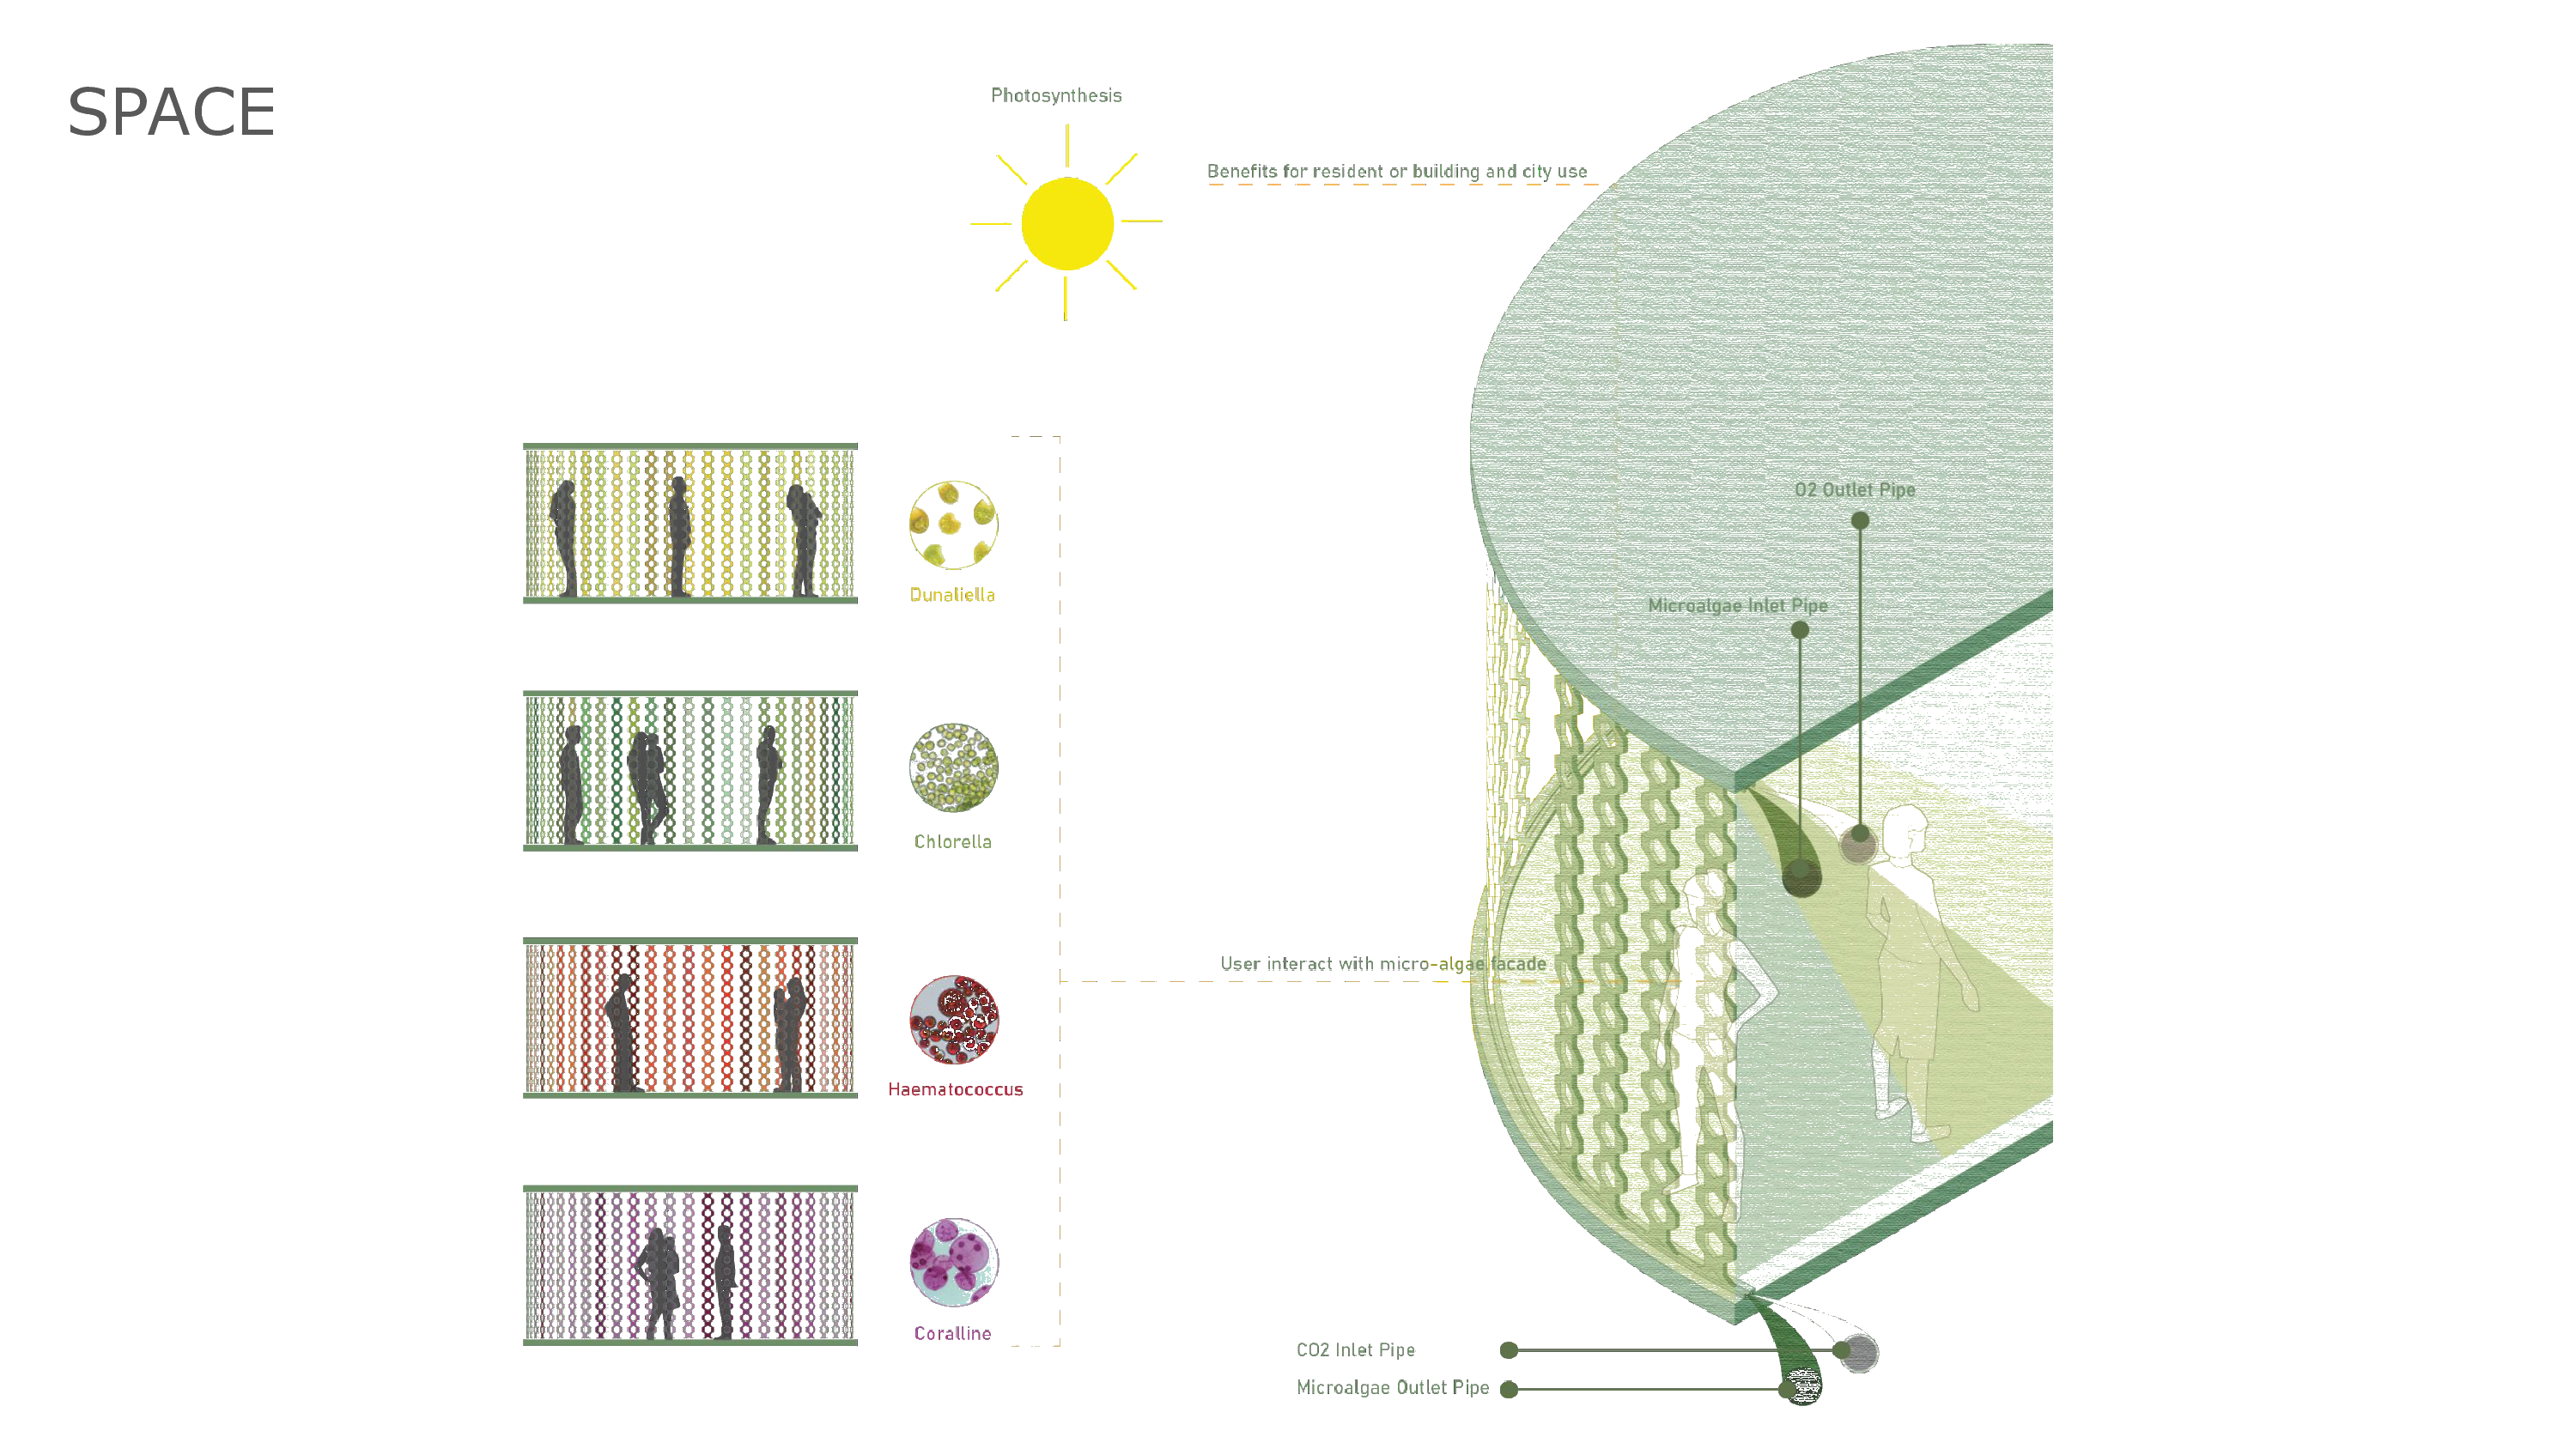 SPACE
Photosynthesis
Benefits for resident or building and city use
O2 Outlet Pipe
Microalgae Inlet Pipe
Dunaliella
Chlorella
User interact with micro-algae facade
Haematococcus
Coralline
CO2 Inlet Pipe
Microalgae Outlet Pipe